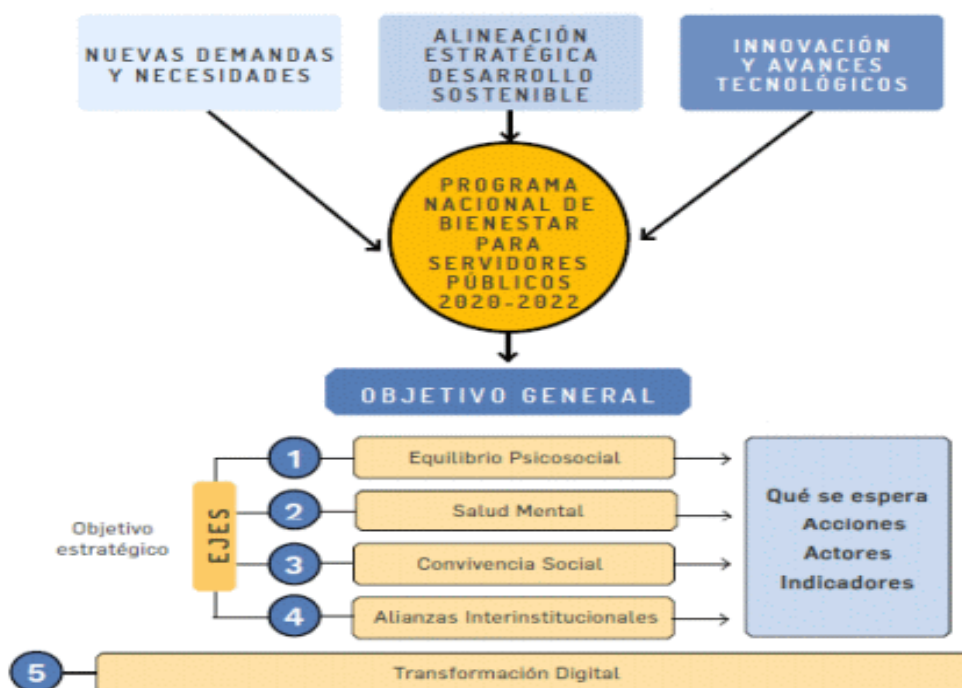 NUEVAS DEMANDAS
Y NECESIDADES
ALINEACIÓN
ESTRATÉGICA
DESARROLLO
SOSTENIBLE
INNOVACIÓN
Y AVANCES
TECNOLÓGICOS
PROGRAMA
NACIONAL DE
BIENESTAR
PARA
SERVIDORES
PÚBLICOS
2020-2022
OBJETIVO GENERAL
Objetivo
estratégico
EJES
1 Equilibrio Psicosocial
2 Salud Mental
3 Convivencia Social
4 Alianzas Interinstitucionales
Qué se espera
Acciones
Actores
Indicadores
5 Transformación Digital